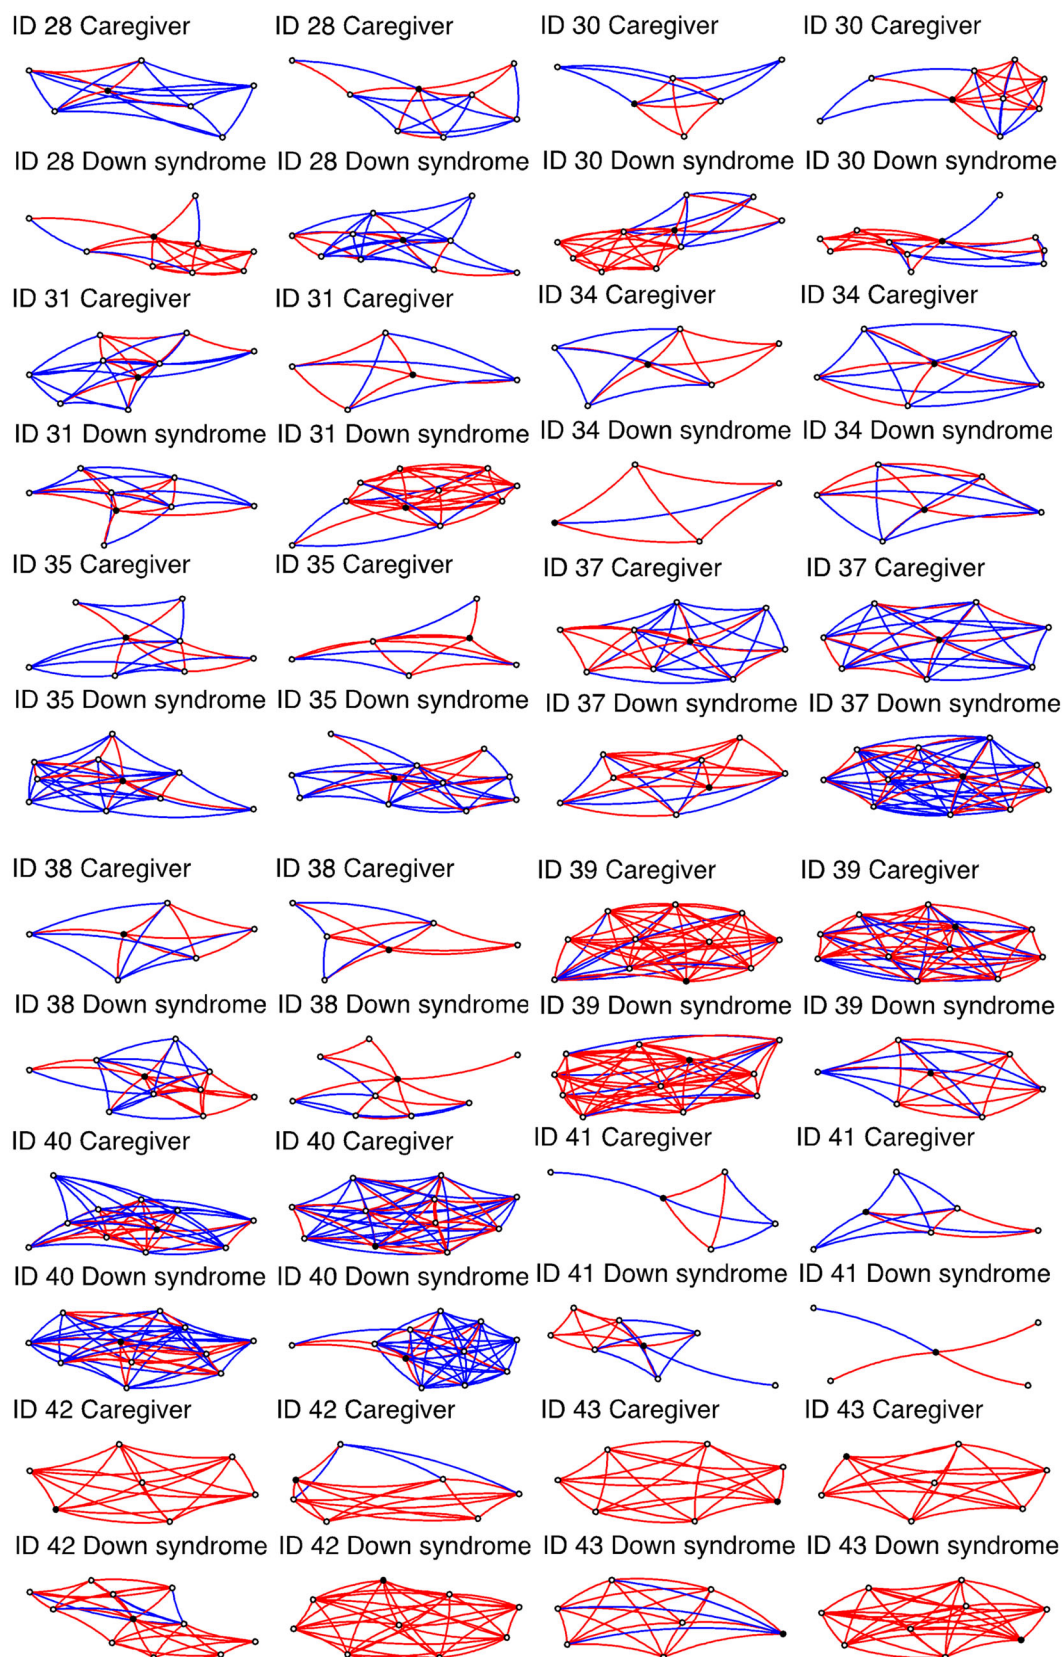 ID 28 Caregiver ID 28 Caregiver ID 30 Caregiver ID 30 Caregiver
ID 28 Down syndrome ID 28 Down syndrome ID 30 Down syndrome ID 30 Down syndrome
ID 31 Caregiver ID 31 Caregiver ID 34 Caregiver ID 34 Caregiver
ID 31 Down syndrome ID 31 Down syndrome ID 34 Down syndrome ID 34 Down syndrome
ID 35 Caregiver ID 35 Caregiver ID 37 Caregiver ID 37 Caregiver
ID 35 Down syndrome ID 35 Down syndrome ID 37 Down syndrome ID 37 Down syndrome
ID 38 Caregiver ID 38 Caregiver ID 39 Caregiver ID 39 Caregiver
ID 38 Down syndrome ID 38 Down syndrome ID 39 Down syndrome ID 39 Down syndrome
ID 40 Caregiver ID 40 Caregiver ID 41 Caregiver ID 41 Caregiver
ID 40 Down syndrome ID 40 Down syndrome ID 41 Down syndrome ID 41 Down syndrome
ID 42 Caregiver ID 42 Caregiver ID 43 Caregiver ID 43 Caregiver
ID 42 Down syndrome ID 42 Down syndrome ID 43 Down syndrome ID 43 Down syndrome